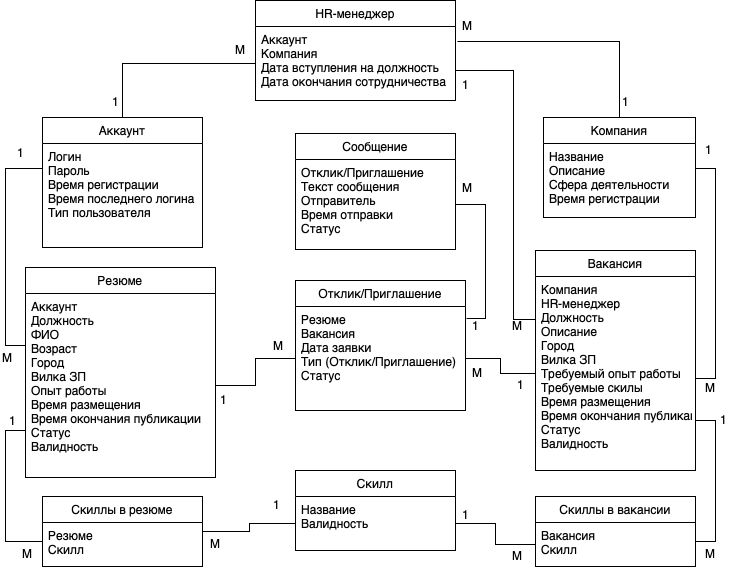 HR-менеджер
Аккаунт
Компания
Дата вступления на должность
Дата окончания сотрудничества
M
M
1
1
1
Аккаунт
Логин
Пароль
Время регистрации
Время последнего логина
Тип пользователя
1
Сообщение
Отклик/Приглашение
Текст сообщения
Отправитель
Время отправки
Статус
M
Компания
Название
Описание
Сфера деятельности
Время регистрации
1
Резюме
Аккаунт
Должность
ФИО
Возраст
Город
Вилка ЗП
Опыт работы
Время размещения
Время окончания публикации
Статус
Валидность
M
1
1
Отклик/Приглашение
Резюме
Вакансия
Дата заявки
Тип (Отклик/Приглашение)
Статус
M
1
M
Вакансия
Компания
HR-менеджер
Должность
Описание
Город
Вилка ЗП
Требуемый опыт работы
Требуемые скилы
Время размещения
Время окончания публикац
Статус
Валидность
M
1
M
1
Скиллы в резюме
Резюме
Скилл
M
M
Скилл
Название
Валидность
1
1
Скиллы в вакансии
Вакансия
Скилл
M
M